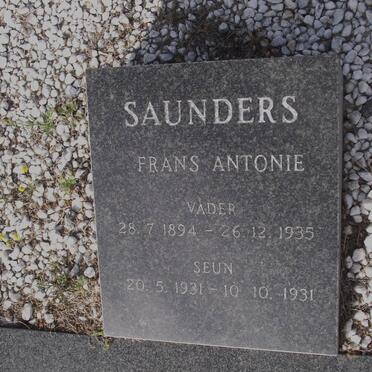 SAUNDERS
FRANS ANTONIE
VADER
28. 7. 1894 – 26. 12. 1935
SEUN
20. 5. 1931 – 10. 10. 1931